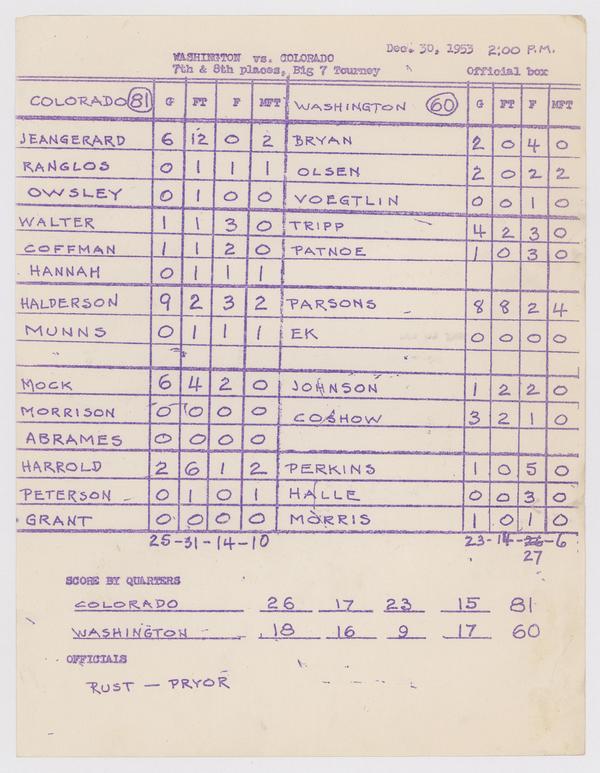 Dec. 30, 1953 2:00 P.M.
WASHINGTON vs. COLORADO
7th & 8th places, Big 7 Tourney Official box
COLORADO 81 G FT F MFT WASHINGTON 60 G FT F MFT
JEANGERARD 6 12 0 2 BRYAN 2 0 4 0
RANGLOS 0 1 1 1 OLSEN 2 0 2 2
OWSLEY 0 1 0 0 VOEGTLIN 0 0 1 0
WALTER 1 1 3 0 TRIPP 4 2 3 0
COFFMAN 1 1 2 0 PATNOE 1 0 3 0
HANNAH 0 1 1 1
HALDERSON 9 2 3 2 PARSONS 8 8 2 4
MUNNS 0 1 1 1 EK 0 0 0 0
MOCK 6 4 2 0 JOHNSON 1 2 2 0
MORRISON 0 0 0 0 COSHOW 3 2 1 0
ABRAMES 0 0 0 0
HARROLD 2 6 1 2 PERKINS 1 0 5 0
PETERSON 0 1 0 1 HALLE 0 0 3 0
GRANT 0 0 0 0 MORRIS 1 0 1 0
25-31-14-10 23-14-26-6
27
SCORE BY QUARTERS
COLORADO 26 17 23 15 81
WASHINGTON 18 16 9 17 60
OFFICIALS
RUST - PRYOR